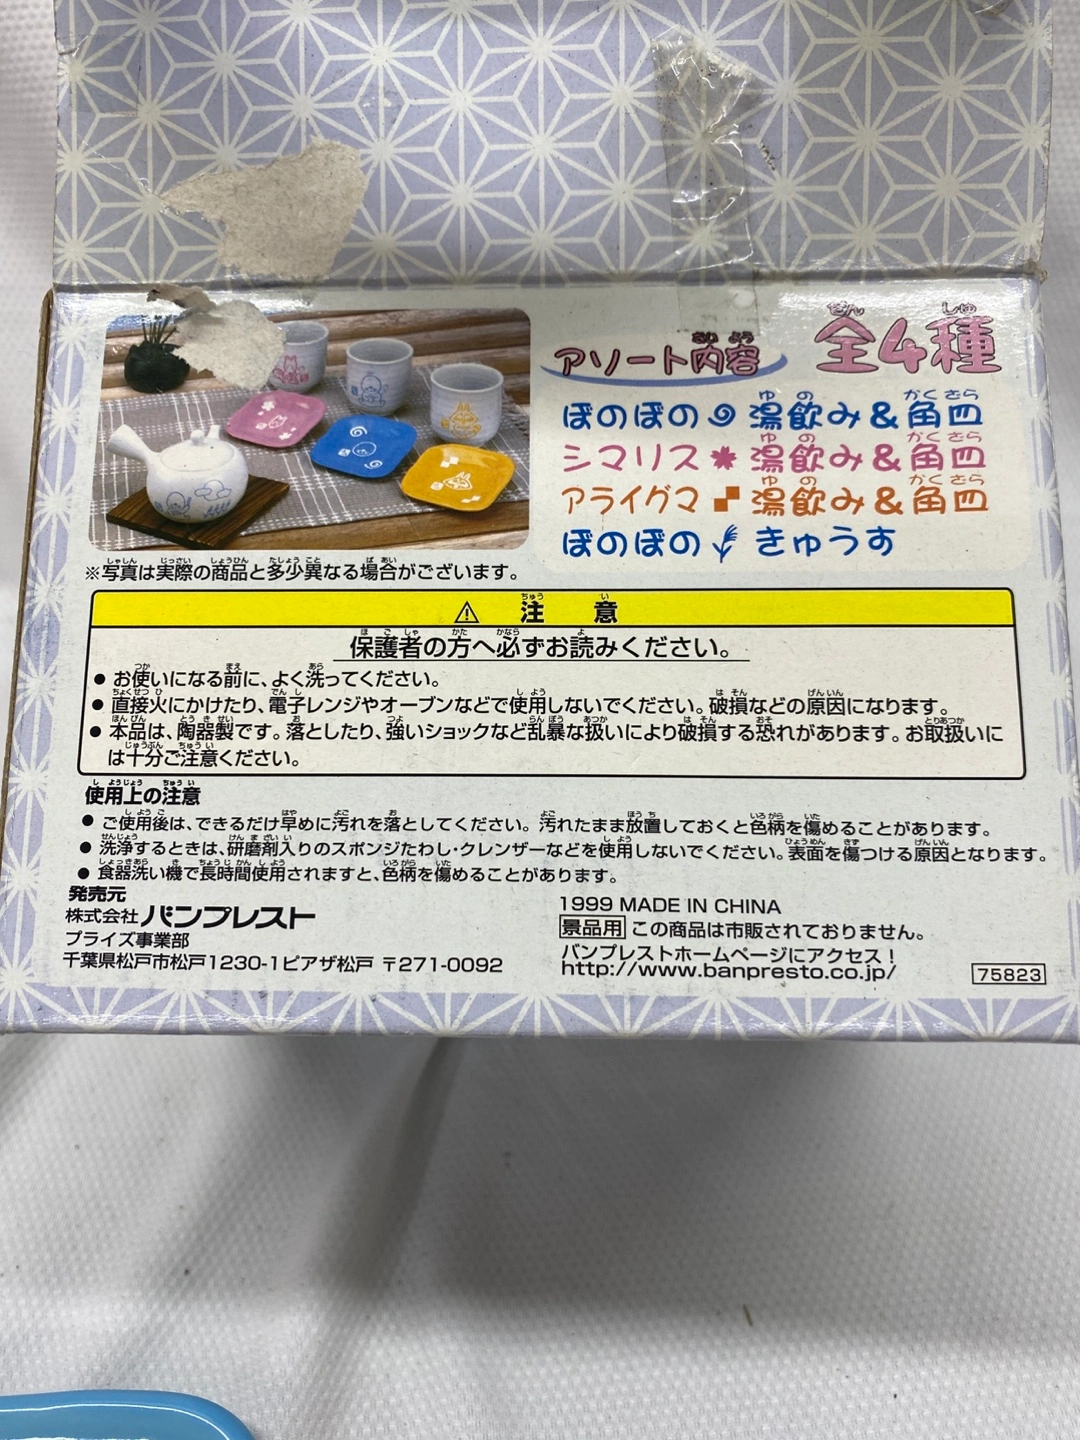 アソート内容 全4種
ぼのぼの 湯飲み&角皿
シマリス 湯飲み&角皿
アライグマ 湯飲み&角皿
ぼのぼの きゅうす
※写真は実際の商品と多少異なる場合がございます。
⚠注意
保護者の方へ必ずお読みください。
● お使いになる前に、よく洗ってください。
● 直接火にかけたり、電子レンジやオーブンなどで使用しないでください。破損などの原因になります。
● 本品は、陶器製です。落としたり、強いショックなど乱暴な扱いにより破損する恐れがあります。お取扱いに
は十分ご注意ください。
使用上の注意
● ご使用後は、できるだけ早めに汚れを落としてください。汚れたまま放置しておくと色柄を傷めることがあります。
● 洗浄するときは、研磨剤入りのスポンジたわし・クレンザーなどを使用しないでください。表面を傷つける原因となります。
● 食器洗い機で長時間使用されますと、色柄を傷めることがあります。
発売元
株式会社バンプレスト
プライズ事業部
千葉県松戸市松戸1230-1ピアザ松戸 〒271-0092
1999 MADE IN CHINA
景品用 この商品は市販されておりません。
バンプレストホームページにアクセス!
http://www.banpresto.co.jp/
75823